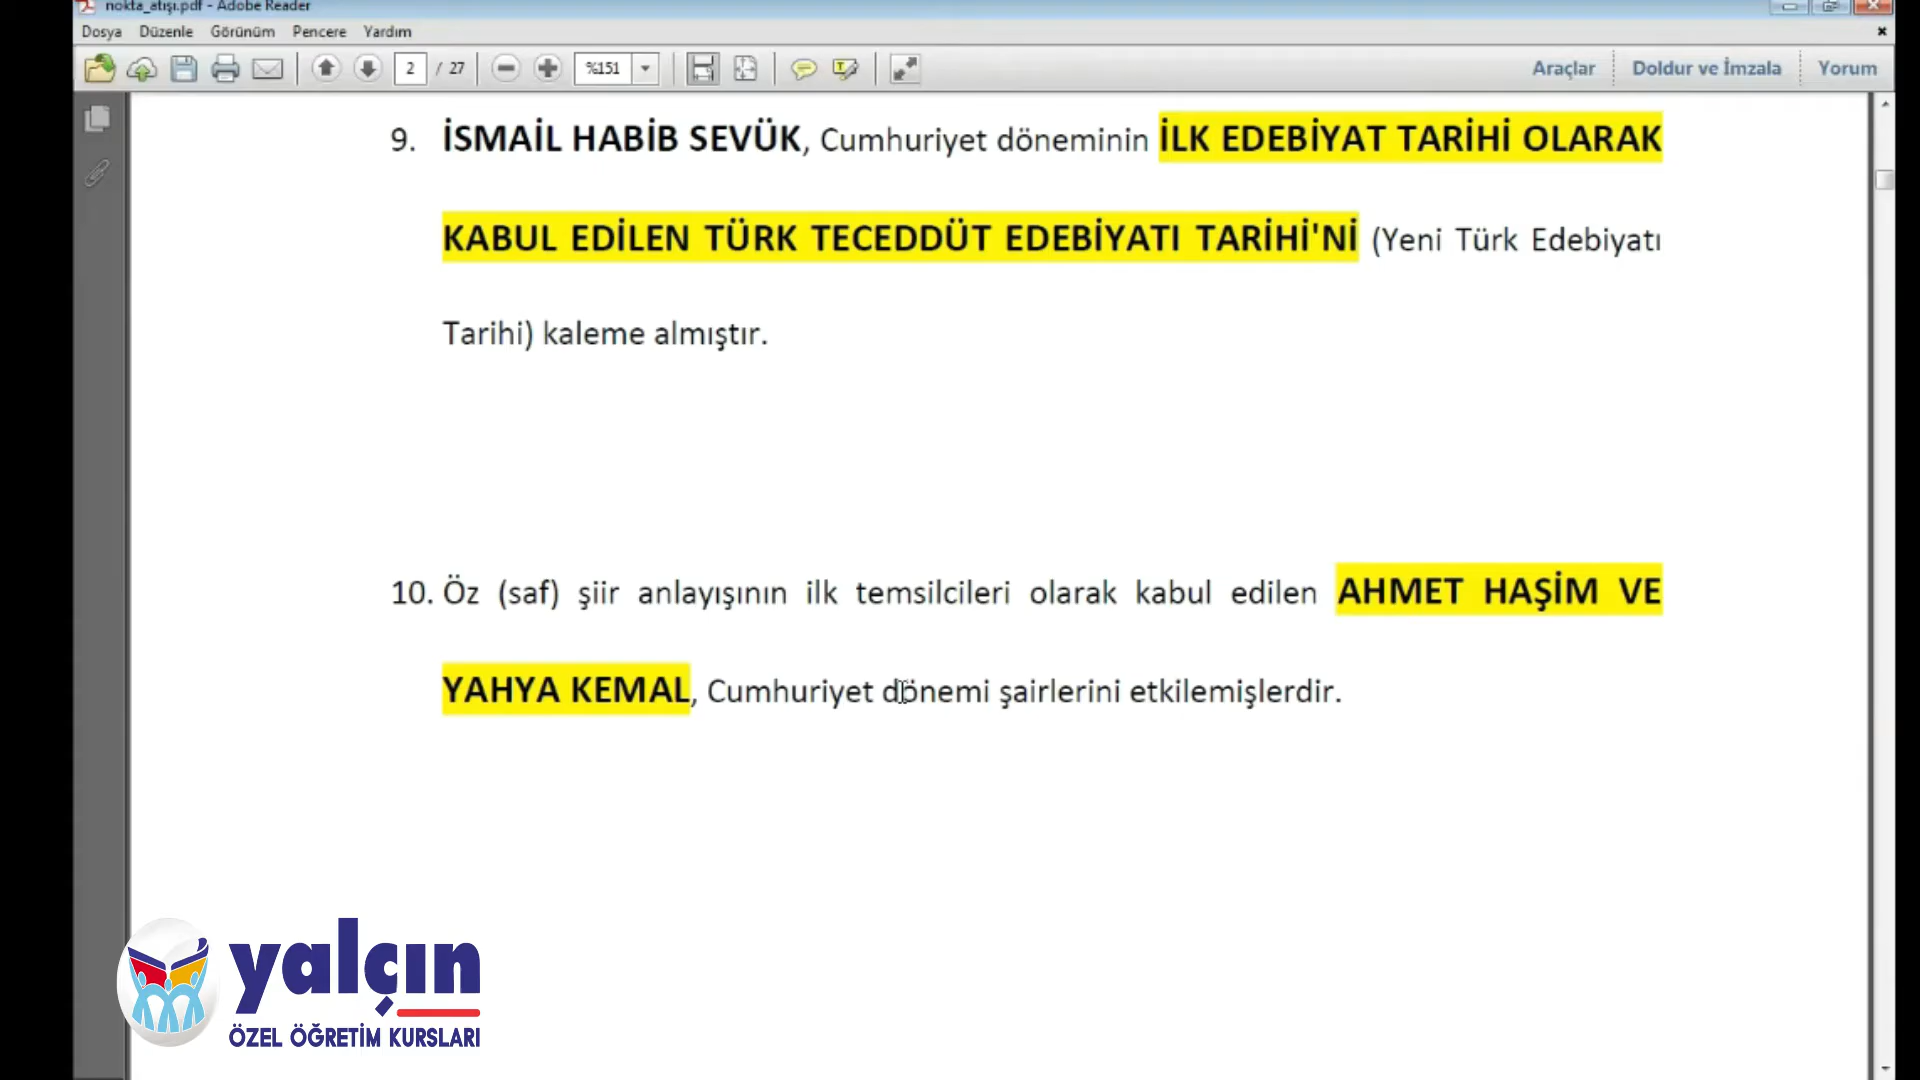 nokta_atışı.pdf - Adobe Reader
Dosya Düzenle Görünüm Pencere Yardım
2 / 27 %151 Araçlar Doldur ve İmzala Yorum
9. İSMAİL HABİB SEVÜK, Cumhuriyet döneminin İLK EDEBİYAT TARİHİ OLARAK
KABUL EDİLEN TÜRK TECEDDÜT EDEBİYATI TARİHİ'Nİ (Yeni Türk Edebiyatı
Tarihi) kaleme almıştır.
10. Öz (saf) şiir anlayışının ilk temsilcileri olarak kabul edilen AHMET HAŞİM VE
YAHYA KEMAL, Cumhuriyet dönemi şairlerini etkilemişlerdir.
yalçın
ÖZEL ÖĞRETİM KURSLARI